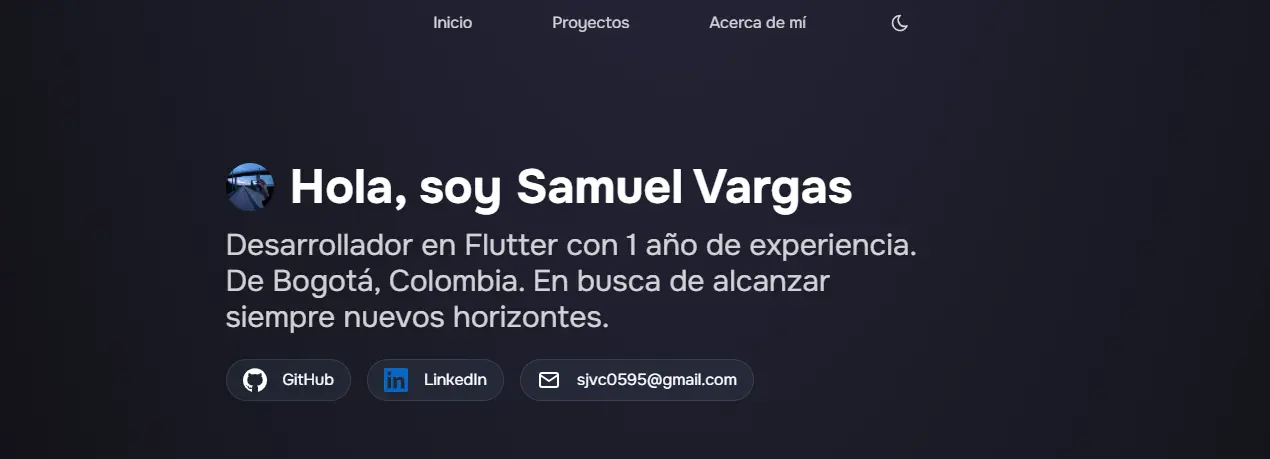 Inicio Proyectos Acerca de mí
Hola, soy Samuel Vargas
Desarrollador en Flutter con 1 año de experiencia.
De Bogotá, Colombia. En busca de alcanzar
siempre nuevos horizontes.
GitHub LinkedIn sjvc0595@gmail.com